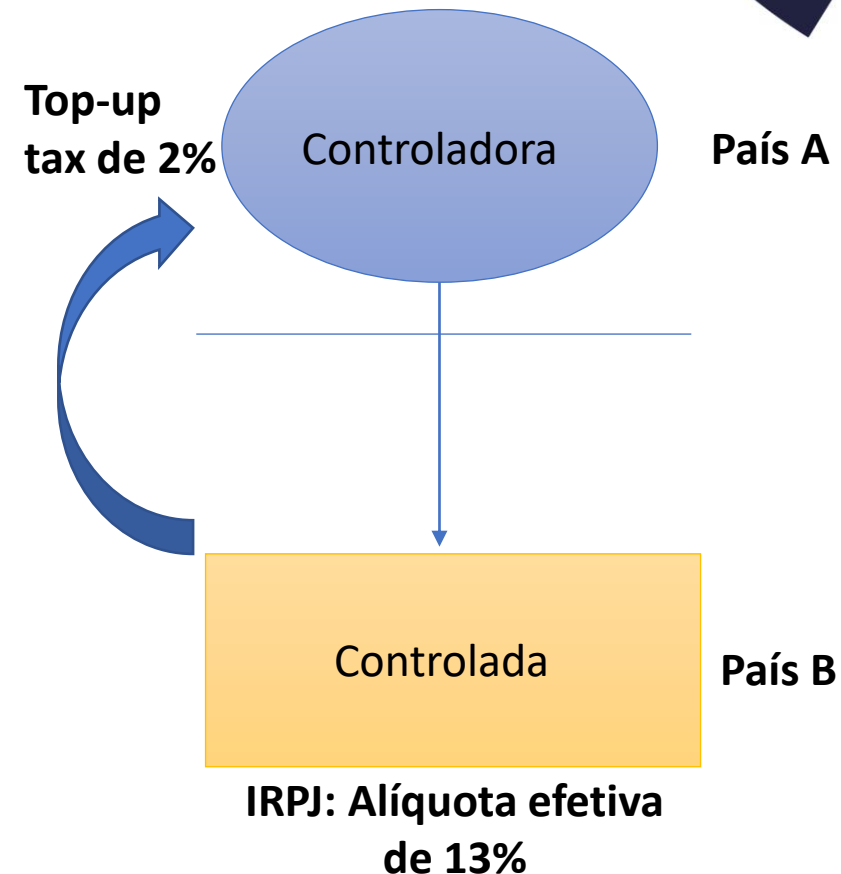 Top-up
tax de 2%
Controladora
País A
Controlada
País B
IRPJ: Alíquota efetiva
de 13%